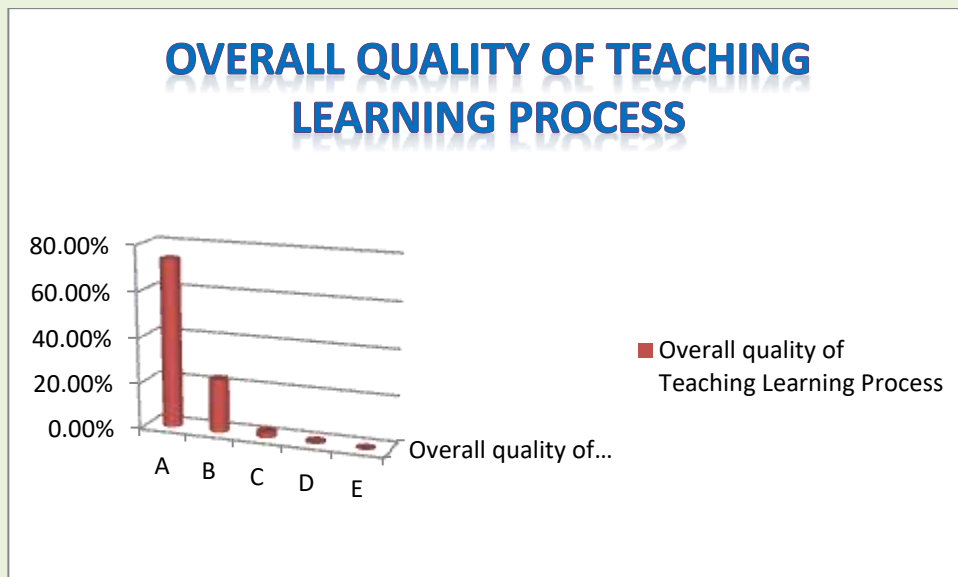 OVERALL QUALITY OF TEACHING
LEARNING PROCESS
80.00%
60.00%
40.00%
20.00%
0.00%
A
B
C
D
E
Overall quality of...
Overall quality of
Teaching Learning Process